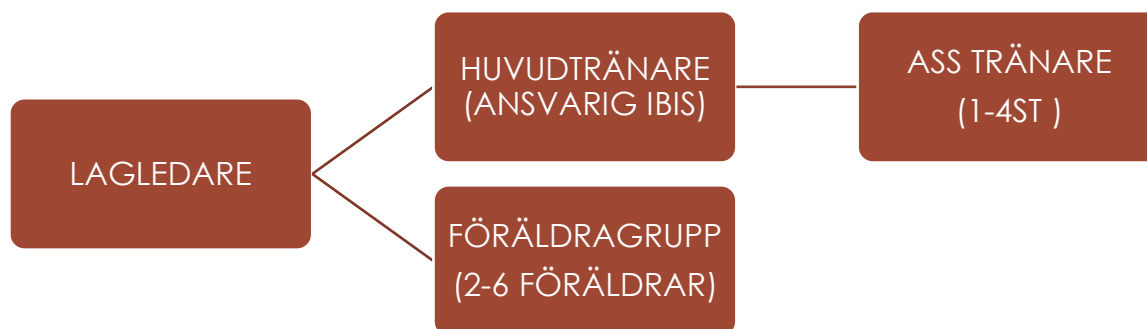 LAGLEDARE
HUVUDTRÄNARE
(ANSVARIG IBIS)
ASS TRÄNARE
(1-4ST )
FÖRÄLDRAGRUPP
(2-6 FÖRÄLDRAR)